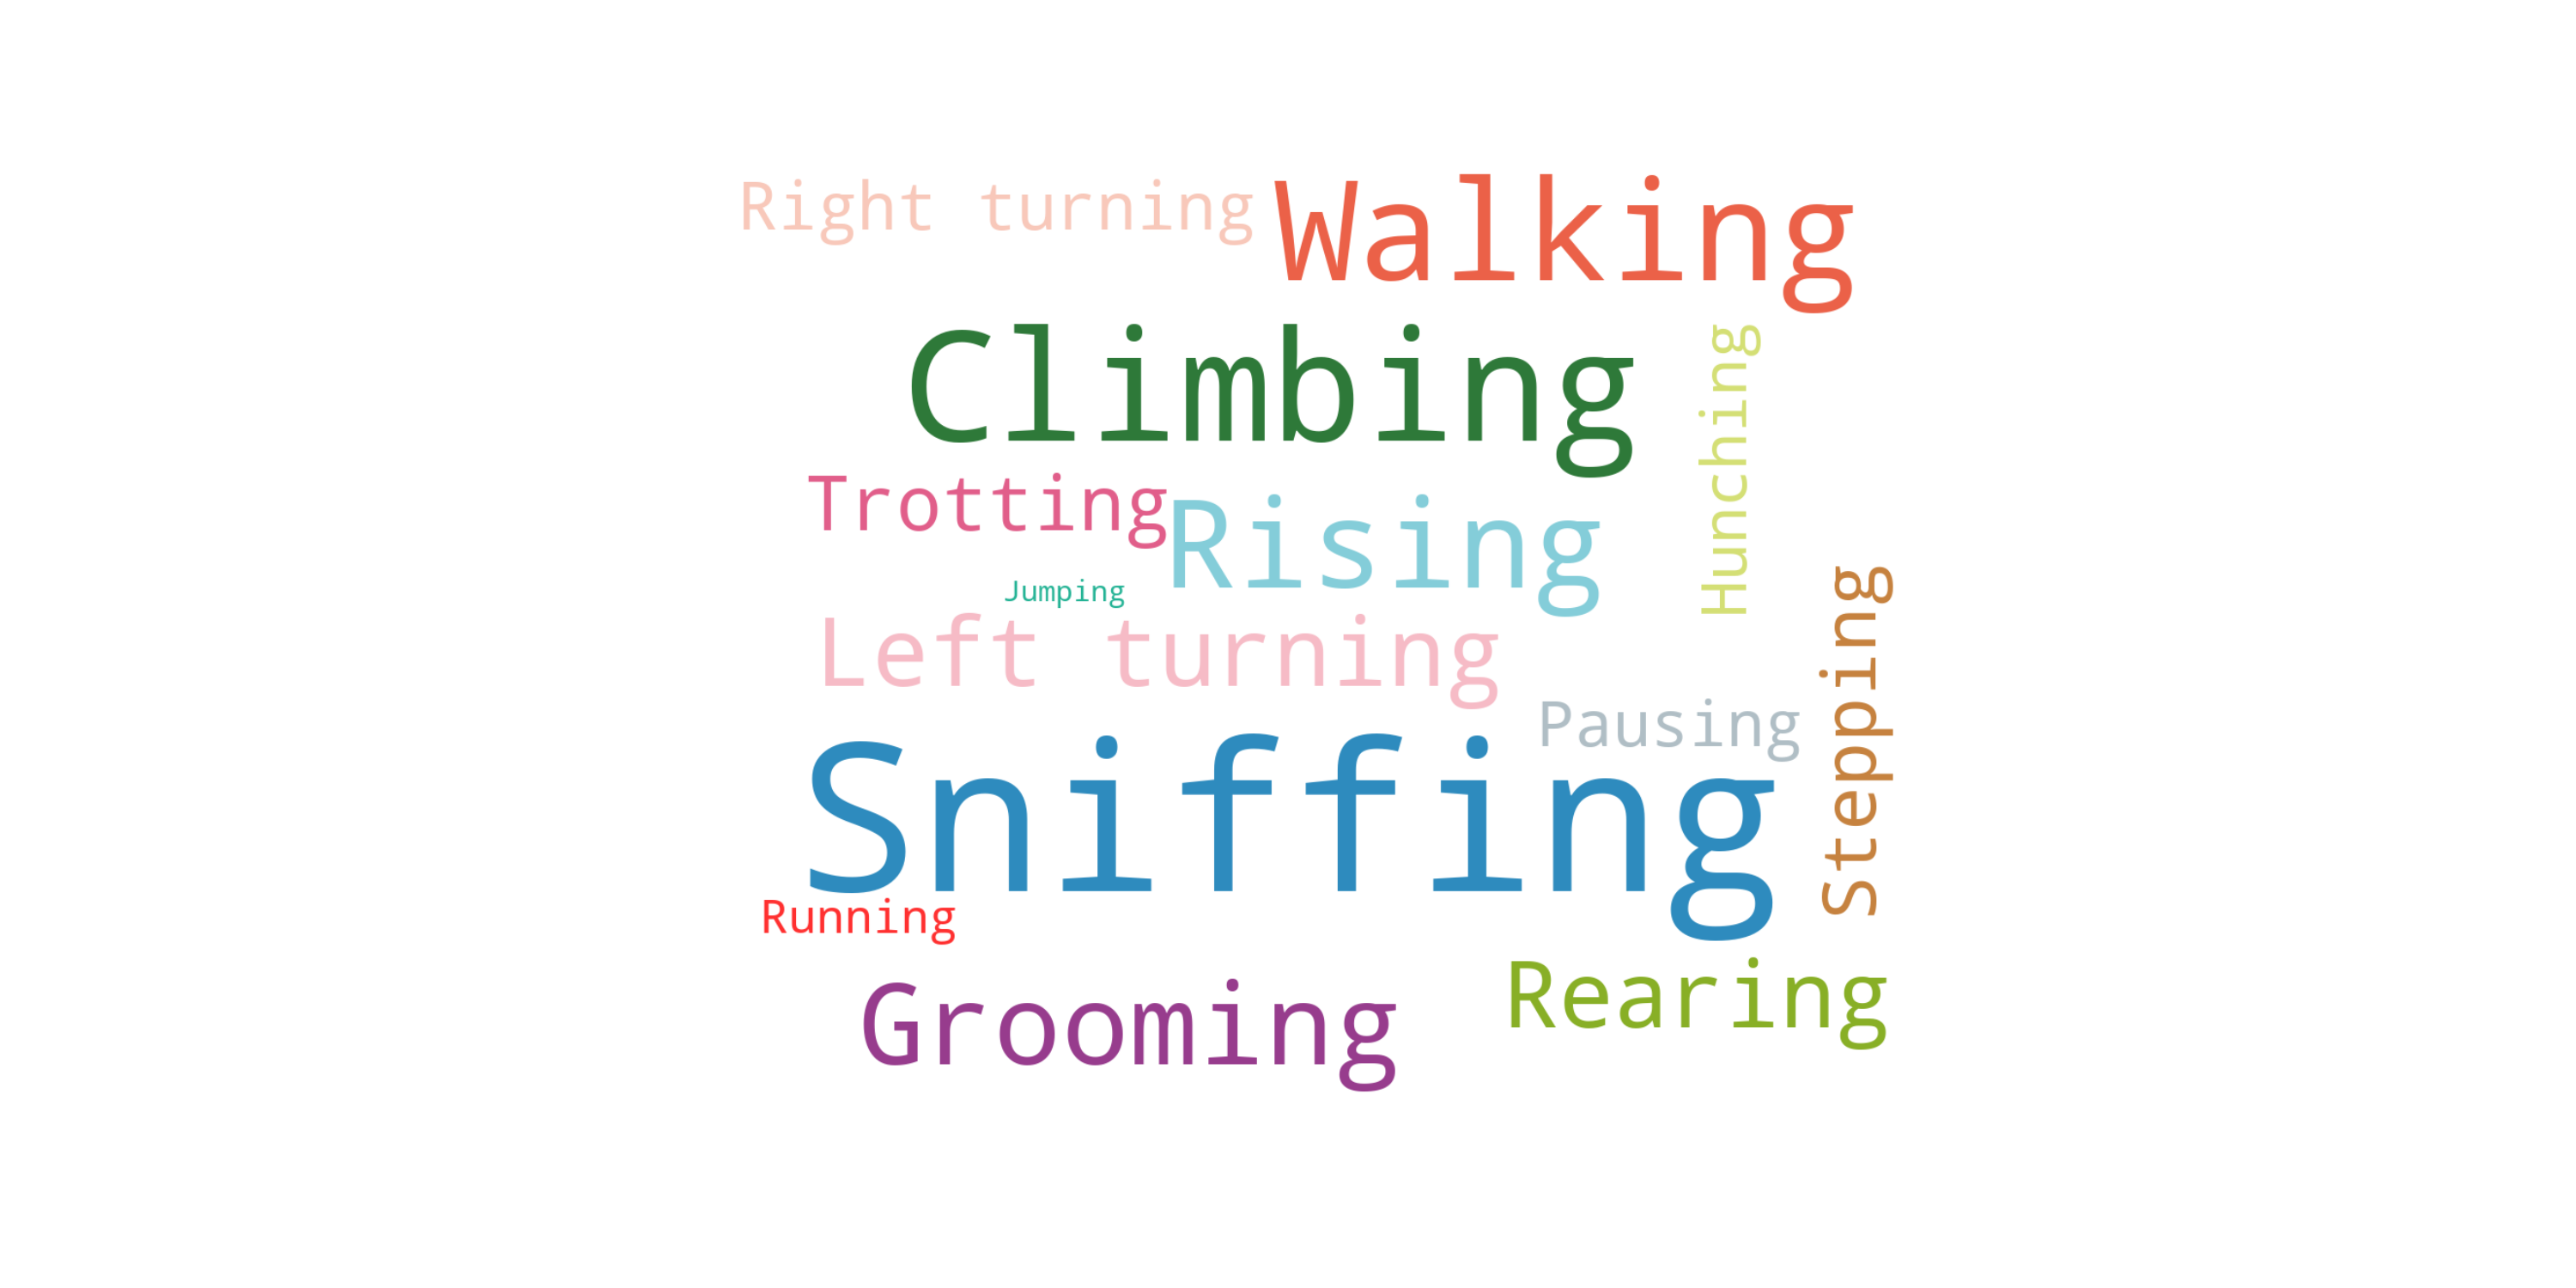 Right turning
Walking
Climbing
Hunching
Trotting
Rising
Jumping
Left turning
Stepping
Pausing
Sniffing
Running
Rearing
Grooming